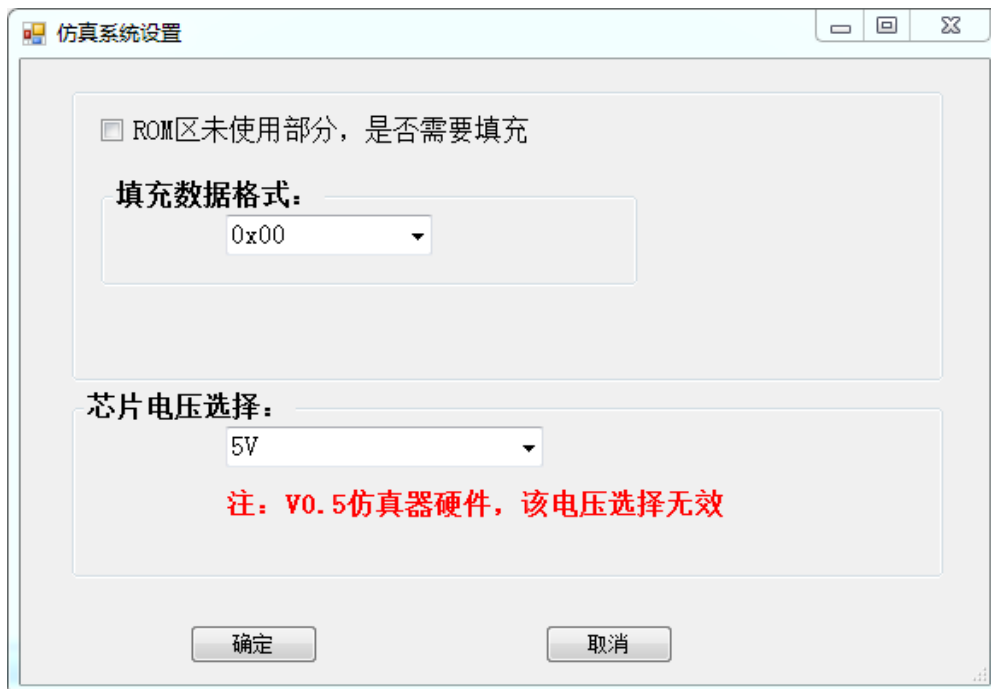 仿真系统设置
ROM区未使用部分，是否需要填充
填充数据格式：
0x00
芯片电压选择：
5V
注：V0.5仿真器硬件，该电压选择无效
确定
取消